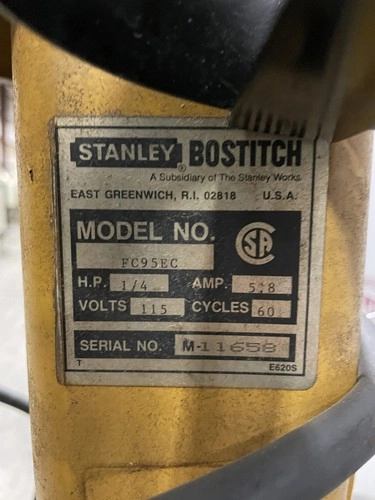 STANLEY® BOSTITCH
A Subsidiary of The Stanley Works
EAST GREENWICH, R.I. 02818 U.S.A.
MODEL NO. SA
FC95EC
H.P. 1/4 AMP. 5.8
VOLTS 115 CYCLES 60
SERIAL NO. M-11658
T E620S